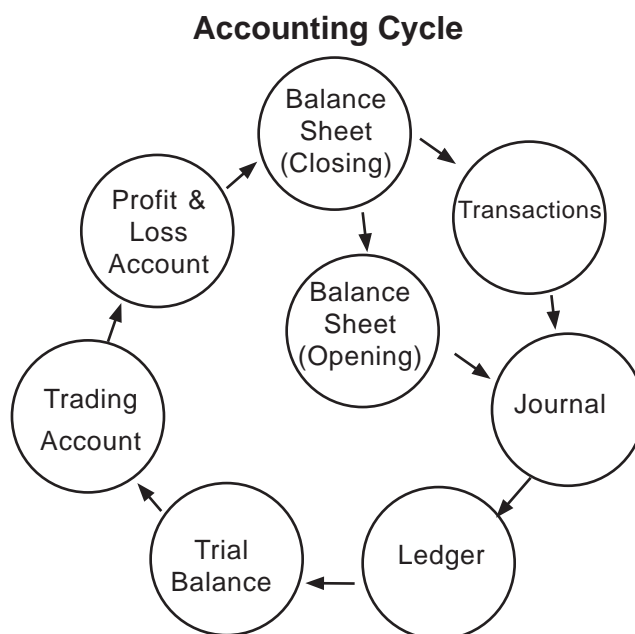 Accounting Cycle
Balance
Sheet
(Closing)
Transactions
Profit &
Loss
Account
Balance
Sheet
(Opening)
Journal
Trading
Account
Ledger
Trial
Balance